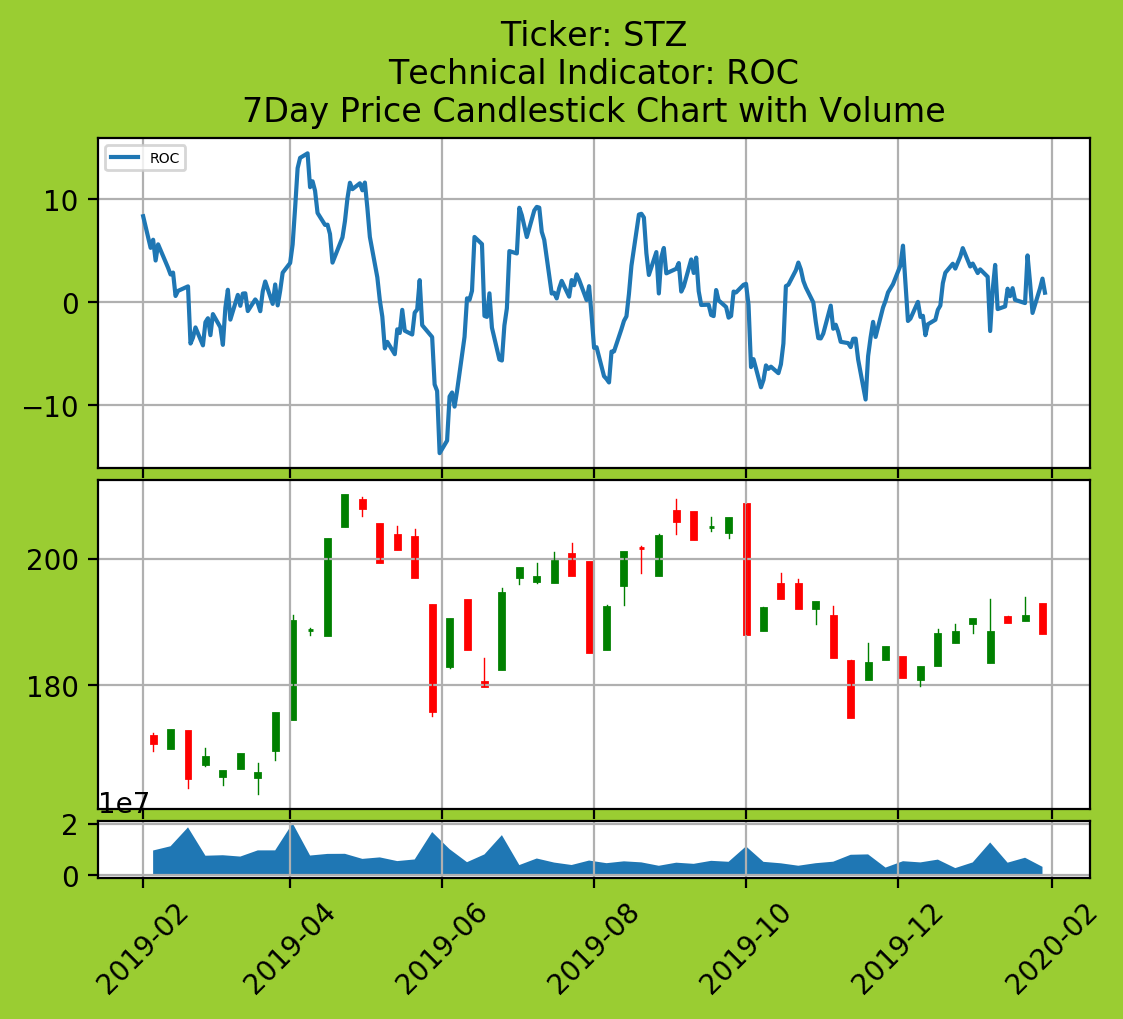 Ticker: STZ
Technical Indicator: ROC
7Day Price Candlestick Chart with Volume
ROC
10
0
−10
200
180
1e7
2
0
2019-02
2019-04
2019-06
2019-08
2019-10
2019-12
2020-02